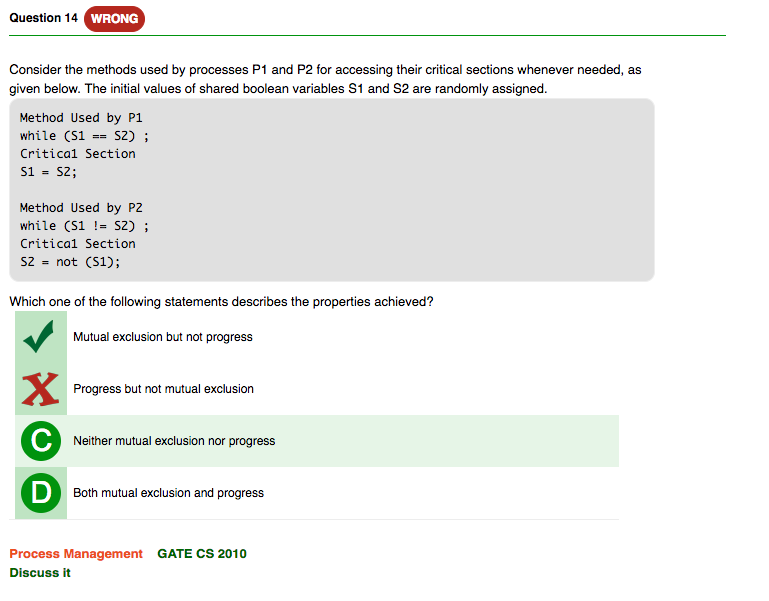 Question 14 WRONG
Consider the methods used by processes P1 and P2 for accessing their critical sections whenever needed, as
given below. The initial values of shared boolean variables S1 and S2 are randomly assigned.
Method Used by P1
while (S1 == S2) ;
Critica1 Section
S1 = S2;
Method Used by P2
while (S1 != S2) ;
Critica1 Section
S2 = not (S1);
Which one of the following statements describes the properties achieved?
Mutual exclusion but not progress
X Progress but not mutual exclusion
C Neither mutual exclusion nor progress
D Both mutual exclusion and progress
Process Management GATE CS 2010
Discuss it